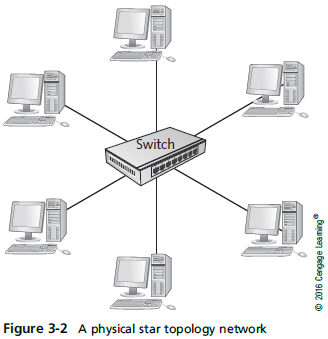 Switch
© 2016 Cengage Learning®
Figure 3-2 A physical star topology network